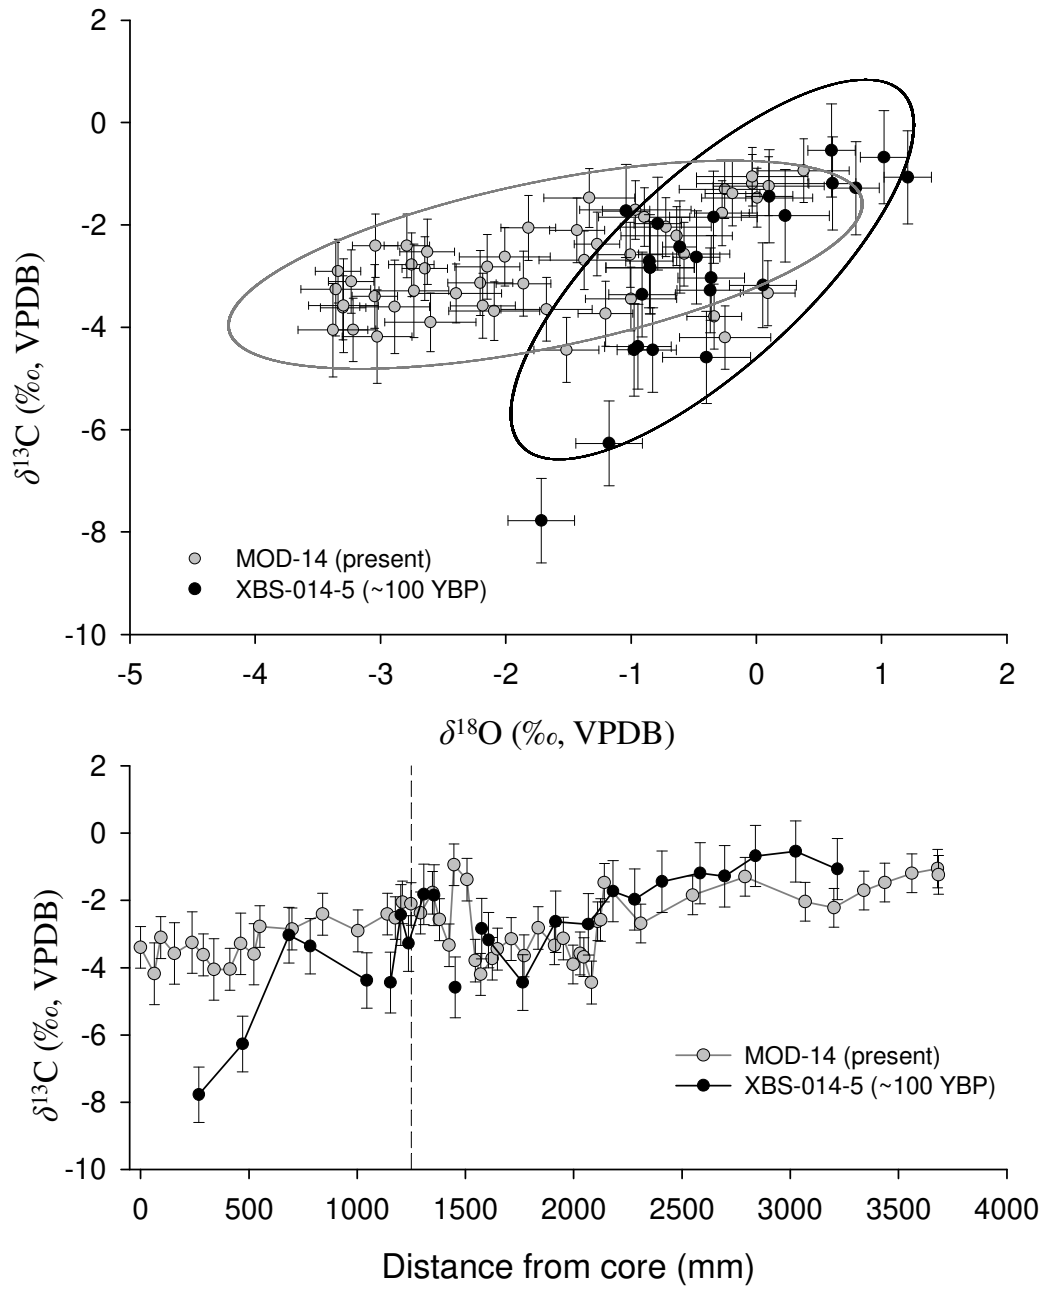 2
0
-2
-4
-6
-8
-10
δ13C (‰, VPDB)
MOD-14 (present)
XBS-014-5 (~100 YBP)
-5 -4 -3 -2 -1 0 1 2
δ18O (‰, VPDB)
2
0
-2
-4
-6
-8
-10
δ13C (‰, VPDB)
MOD-14 (present)
XBS-014-5 (~100 YBP)
0 500 1000 1500 2000 2500 3000 3500 4000
Distance from core (mm)